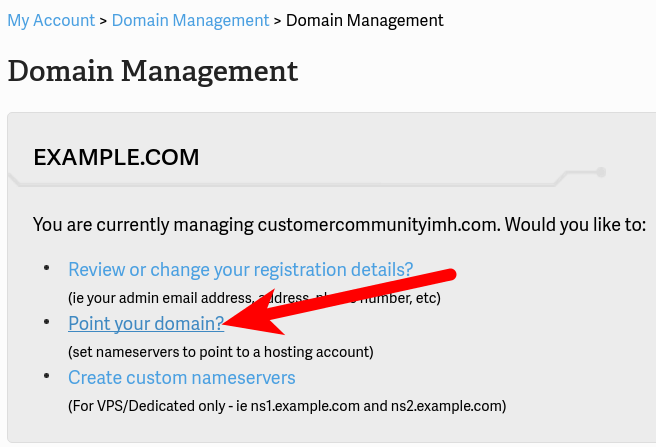 My Account > Domain Management > Domain Management
Domain Management
EXAMPLE.COM
You are currently managing customercommunityimh.com. Would you like to:
• Review or change your registration details?
(ie your admin email address, address, phone number, etc)
• Point your domain?
(set nameservers to point to a hosting account)
• Create custom nameservers
(For VPS/Dedicated only - ie ns1.example.com and ns2.example.com)